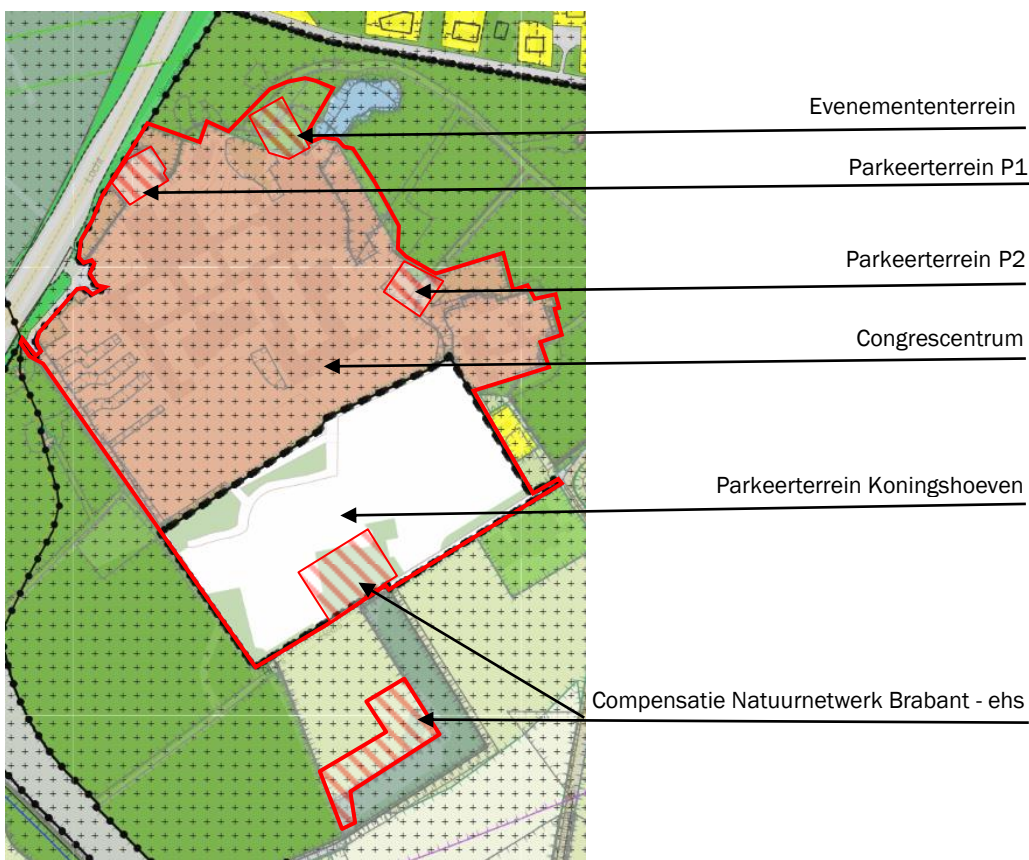 Evenemententerrein
Parkeerterrein P1
Parkeerterrein P2
Congrescentrum
Parkeerterrein Koningshoeven
Compensatie Natuurnetwerk Brabant - ehs